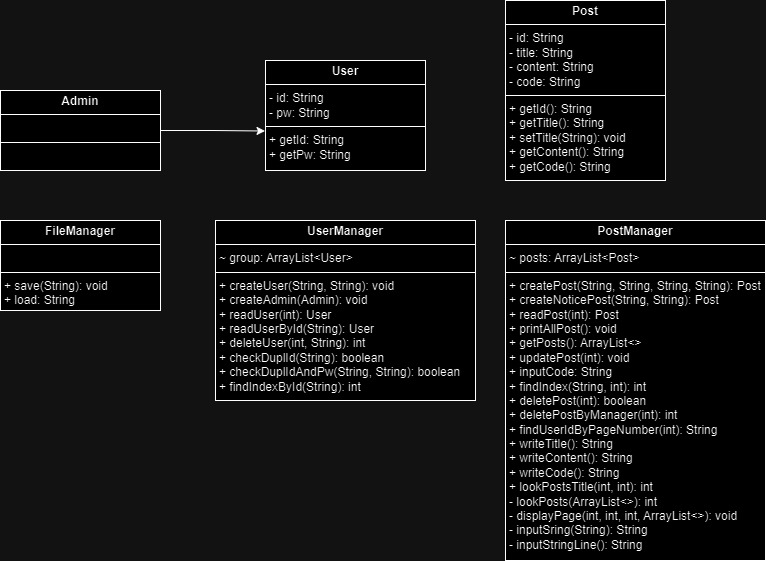 Admin
User
- id: String
- pw: String
+ getId: String
+ getPw: String
Post
- id: String
- title: String
- content: String
- code: String
+ getId(): String
+ getTitle(): String
+ setTitle(String): void
+ getContent(): String
+ getCode(): String
FileManager
+ save(String): void
+ load: String
UserManager
~ group: ArrayList<User>
+ createUser(String, String): void
+ createAdmin(Admin): void
+ readUser(int): User
+ readUserById(String): User
+ deleteUser(int, String): int
+ checkDuplId(String): boolean
+ checkDuplIdAndPw(String, String): boolean
+ findIndexById(String): int
PostManager
~ posts: ArrayList<Post>
+ createPost(String, String, String, String): Post
+ createNoticePost(String, String): Post
+ readPost(int): Post
+ printAllPost(): void
+ getPosts(): ArrayList<>
+ updatePost(int): void
+ inputCode: String
+ findIndex(String, int): int
+ deletePost(int): boolean
+ deletePostByManager(int): int
+ findUserIdByPageNumber(int): String
+ writeTitle(): String
+ writeContent(): String
+ writeCode(): String
+ lookPostsTitle(int, int): int
- lookPosts(ArrayList<>): int
- displayPage(int, int, int, ArrayList<>): void
- inputSring(String): String
- inputStringLine(): String